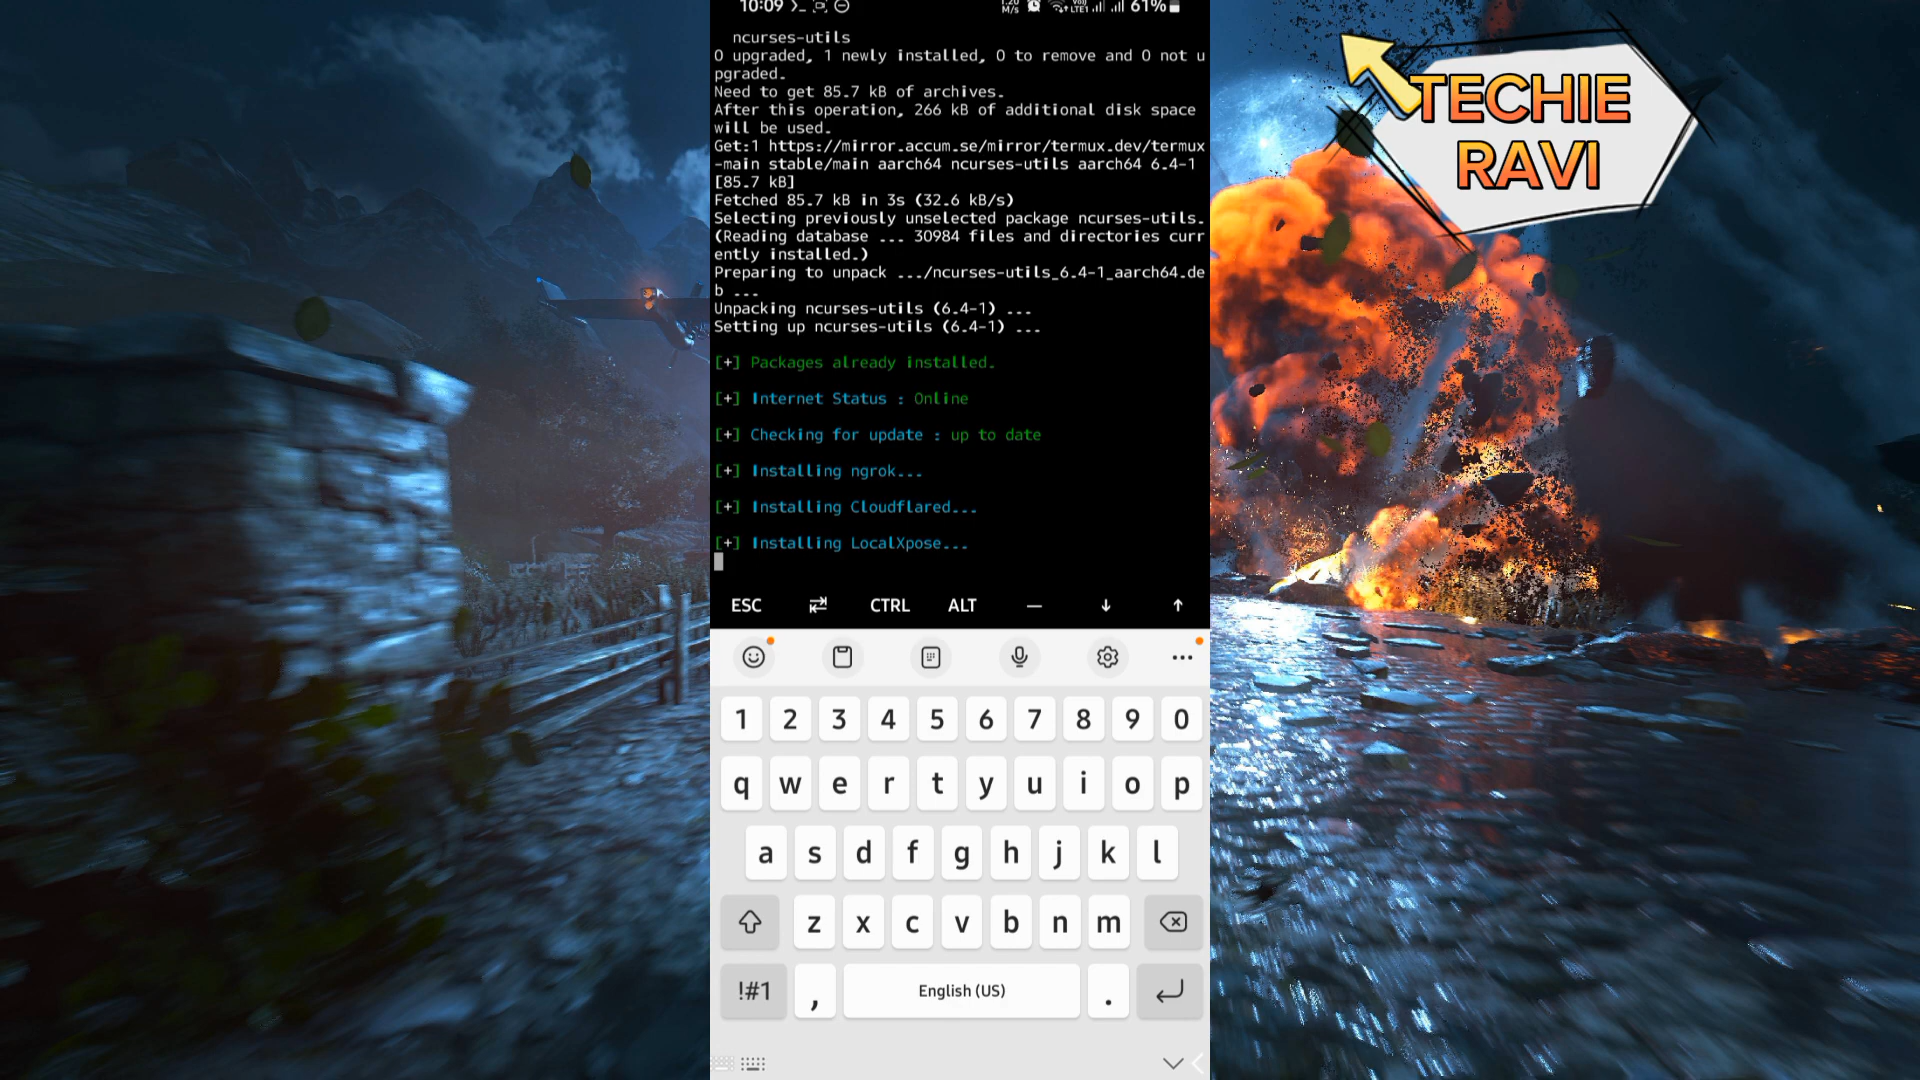 10:09
1.20 M/S
Vo) LTE1
61%
ncurses-utils
0 upgraded, 1 newly installed, 0 to remove and 0 not u
pgraded.
Need to get 85.7 kB of archives.
After this operation, 266 kB of additional disk space
will be used.
Get:1 https://mirror.accum.se/mirror/termux.dev/termux
-main stable/main aarch64 ncurses-utils aarch64 6.4-1
[85.7 kB]
Fetched 85.7 kB in 3s (32.6 kB/s)
Selecting previously unselected package ncurses-utils.
(Reading database ... 30984 files and directories curr
ently installed.)
Preparing to unpack .../ncurses-utils_6.4-1_aarch64.de
b ...
Unpacking ncurses-utils (6.4-1) ...
Setting up ncurses-utils (6.4-1) ...
[+] Packages already installed.
[+] Internet Status : Online
[+] Checking for update : up to date
[+] Installing ngrok...
[+] Installing Cloudflared...
[+] Installing LocalXpose...
ESC ⇄ CTRL ALT — ↓ ↑
1 2 3 4 5 6 7 8 9 0
q w e r t y u i o p
a s d f g h j k l
z x c v b n m
!#1 , English (US) .
TECHIE
RAVI